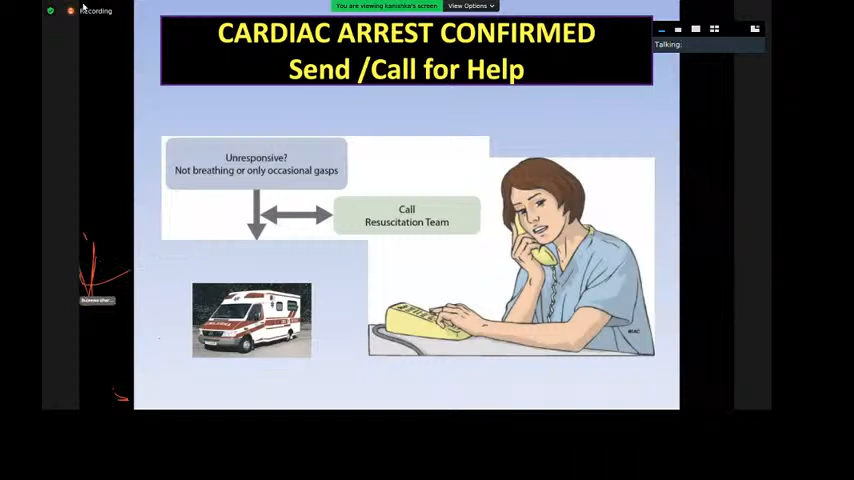 Recording
You are viewing kanishka's screen
View Options
Talking:
CARDIAC ARREST CONFIRMED
Send /Call for Help
Unresponsive?
Not breathing or only occasional gasps
Call
Resuscitation Team